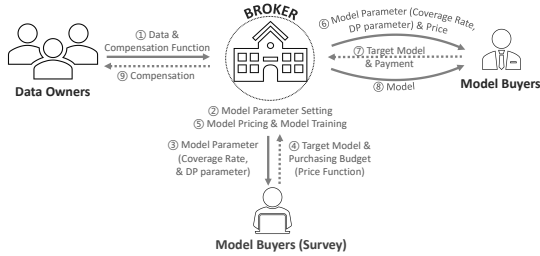 BROKER
① Data &
Compensation Function
⑨ Compensation
Data Owners
⑥ Model Parameter (Coverage Rate,
DP parameter) & Price
⑦ Target Model
& Payment
⑧ Model
Model Buyers
② Model Parameter Setting
⑤ Model Pricing & Model Training
③ Model Parameter
(Coverage Rate,
& DP parameter)
④ Target Model &
Purchasing Budget
(Price Function)
Model Buyers (Survey)